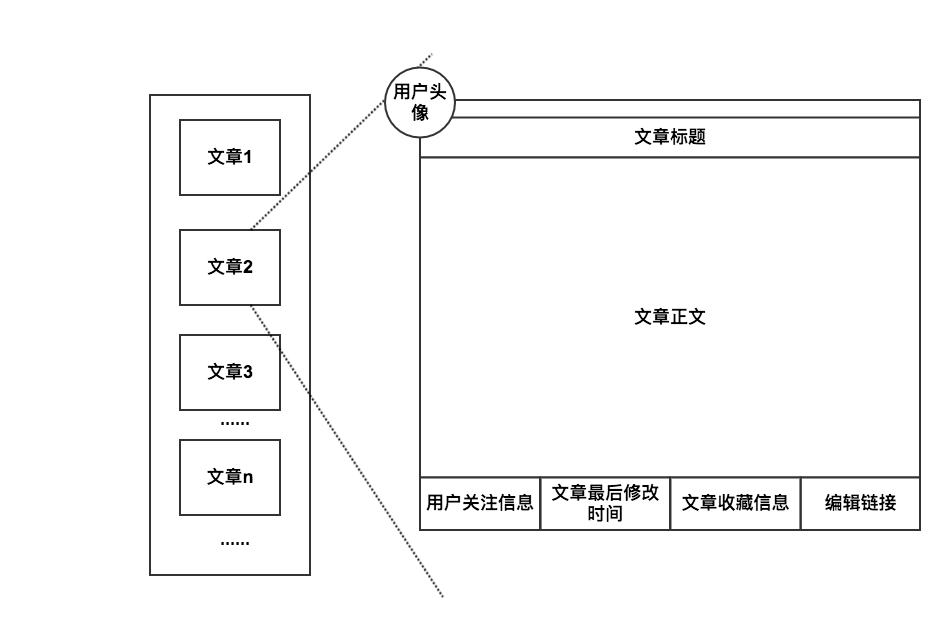 文章1
文章2
文章3
......
文章n
......
用户头
像
文章标题
文章正文
用户关注信息
文章最后修改
时间
文章收藏信息
编辑链接